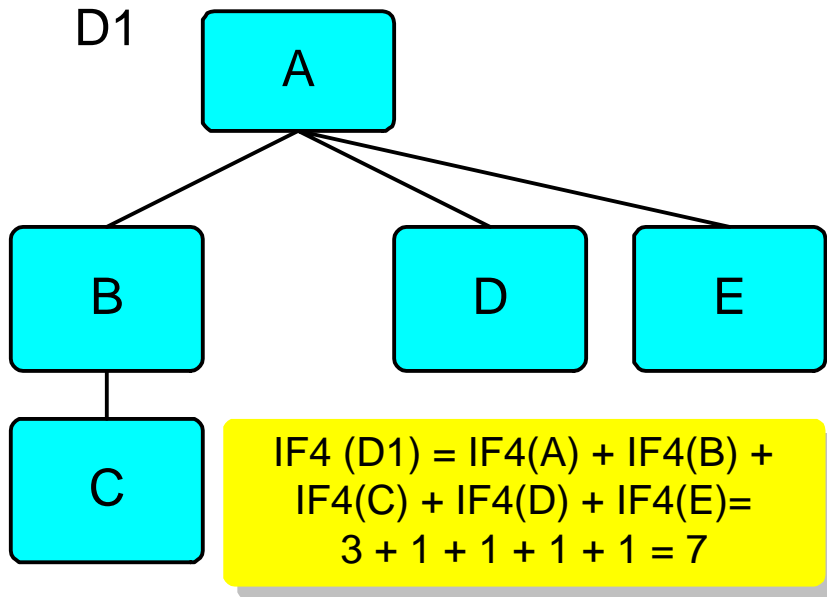 D1
A
B
D
E
C
IF4 (D1) = IF4(A) + IF4(B) +
IF4(C) + IF4(D) + IF4(E)=
3 + 1 + 1 + 1 + 1 = 7